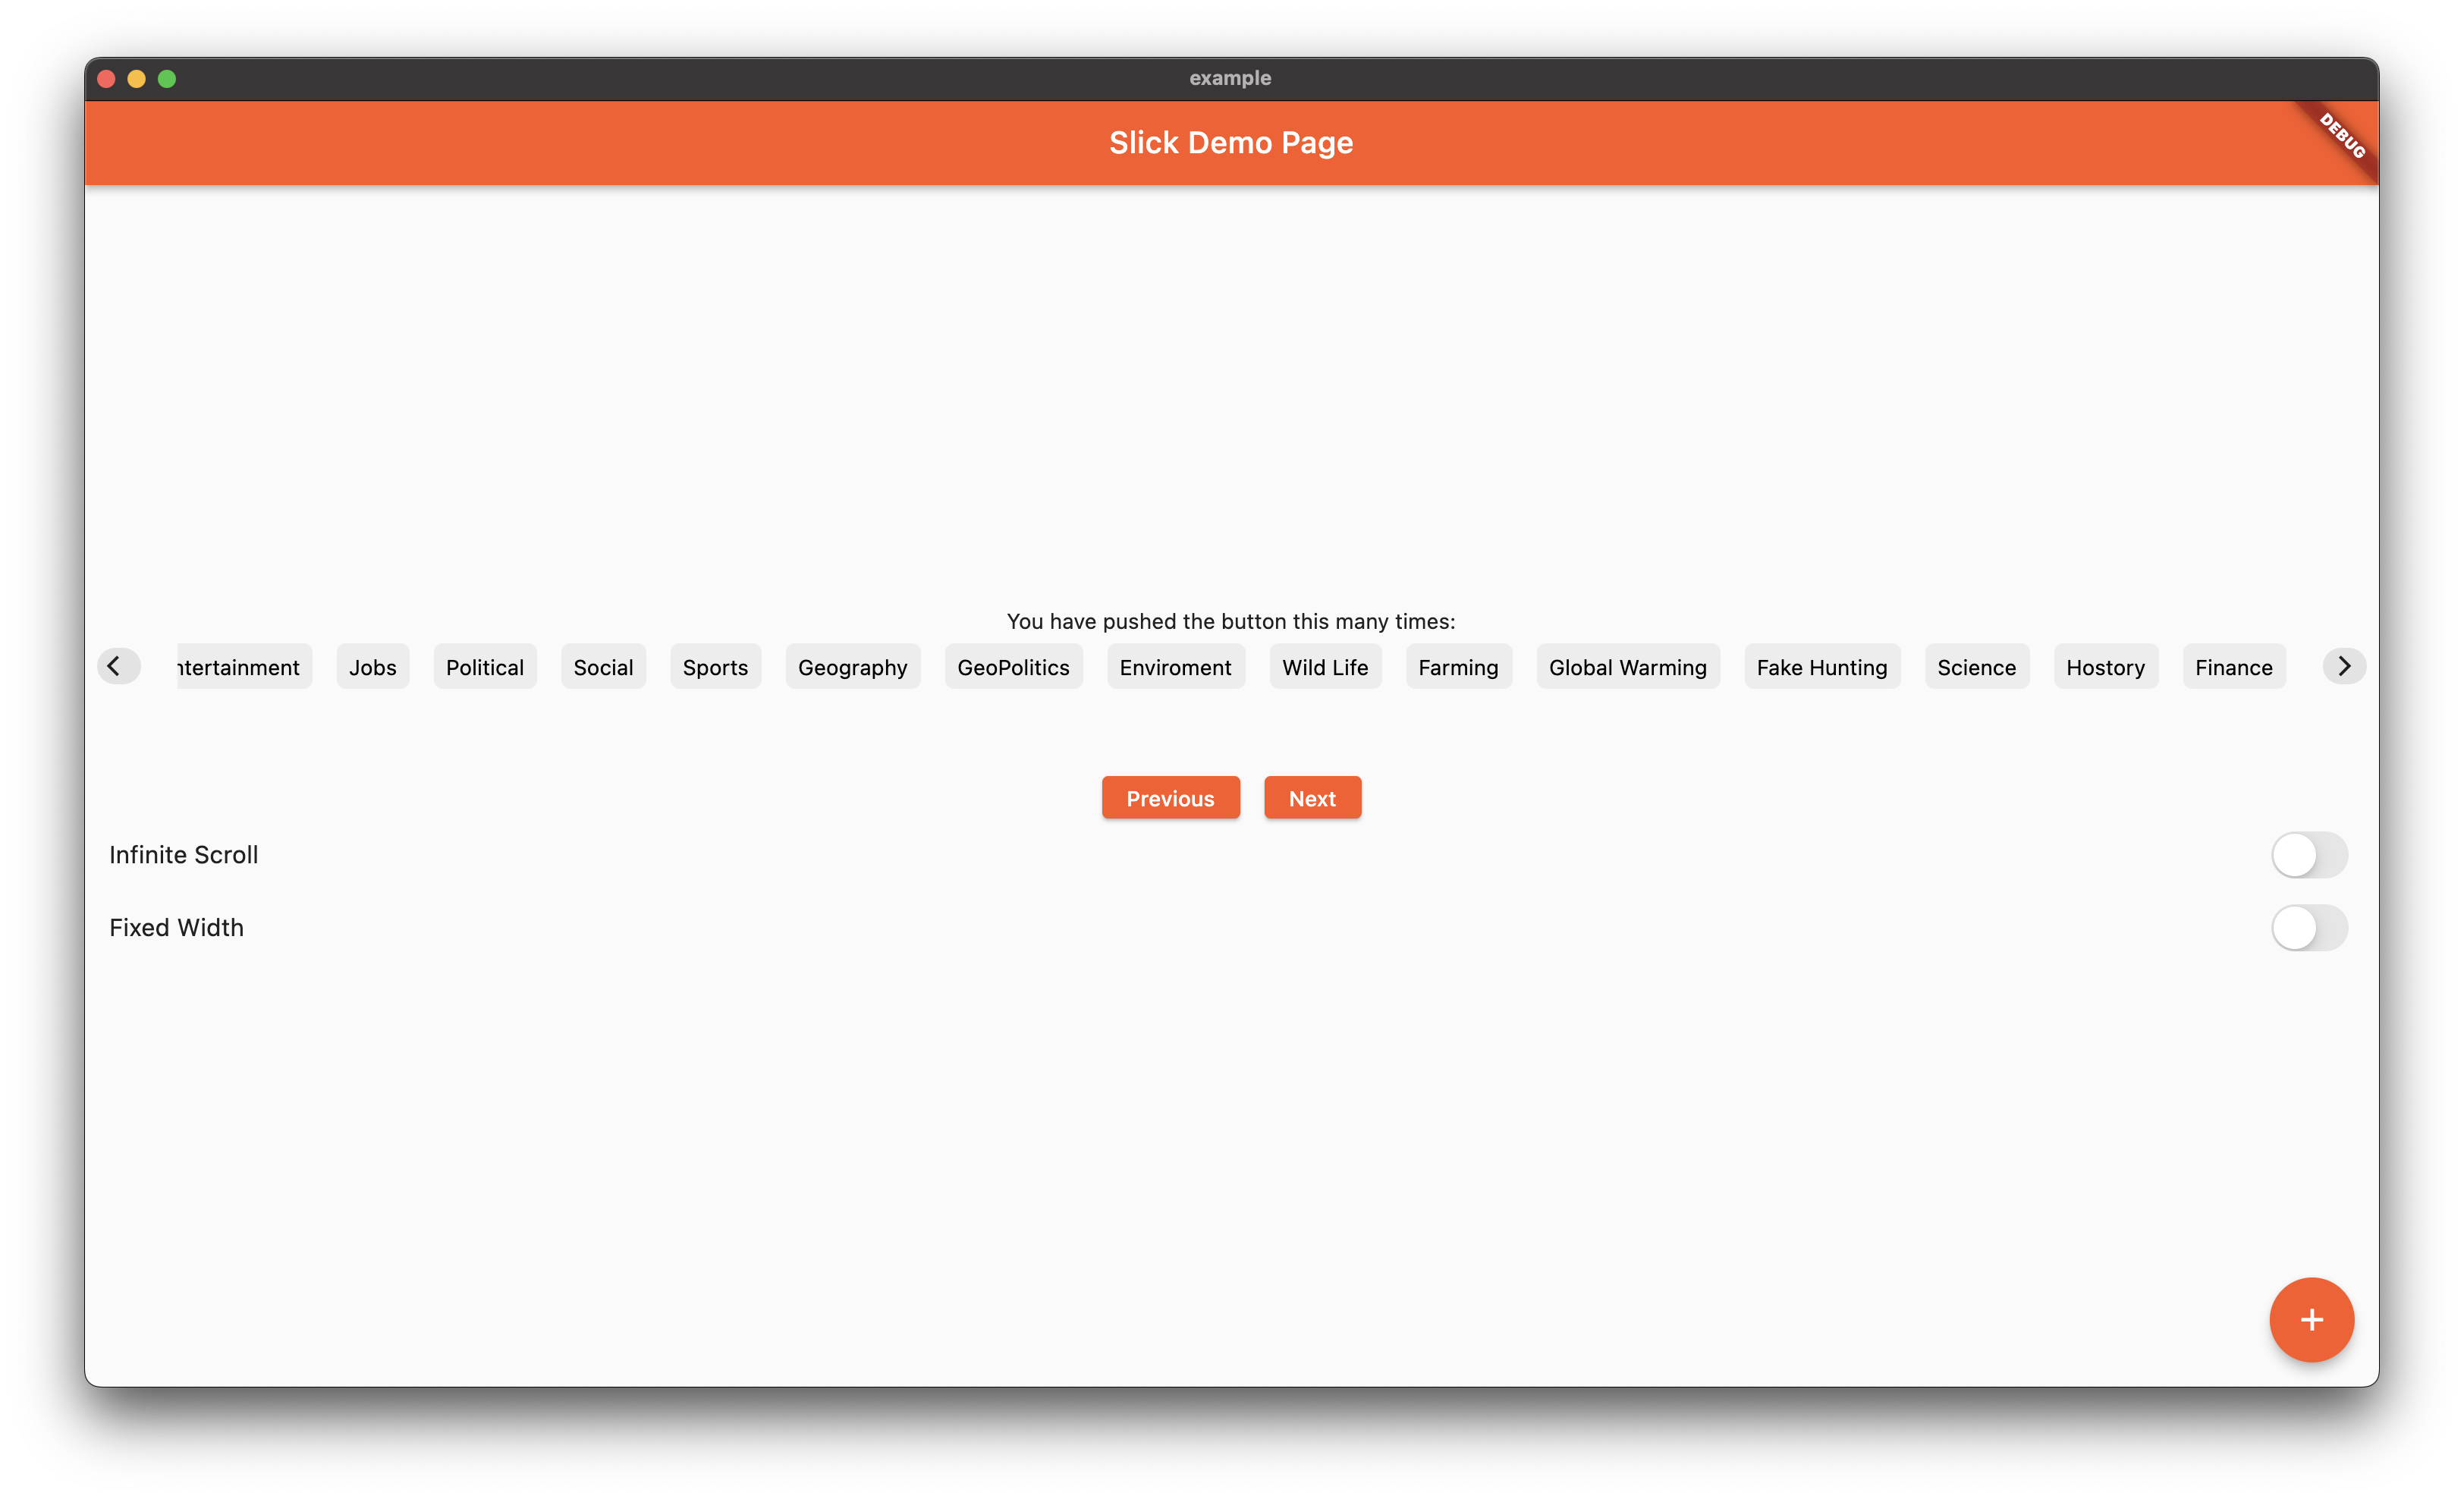 example
Slick Demo Page
DEBUG
You have pushed the button this many times:
ntertainment Jobs Political Social Sports Geography GeoPolitics Enviroment Wild Life Farming Global Warming Fake Hunting Science Hostory Finance
Previous Next
Infinite Scroll
Fixed Width